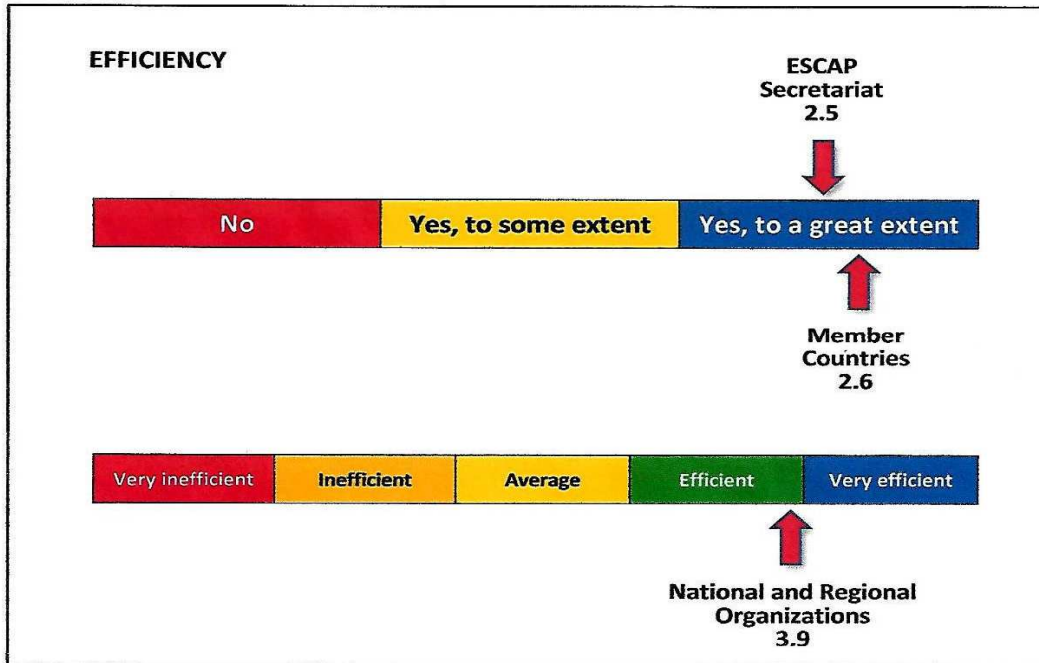 EFFICIENCY
ESCAP
Secretariat
2.5
No
Yes, to some extent
Yes, to a great extent
Member
Countries
2.6
Very inefficient
Inefficient
Average
Efficient
Very efficient
National and Regional
Organizations
3.9